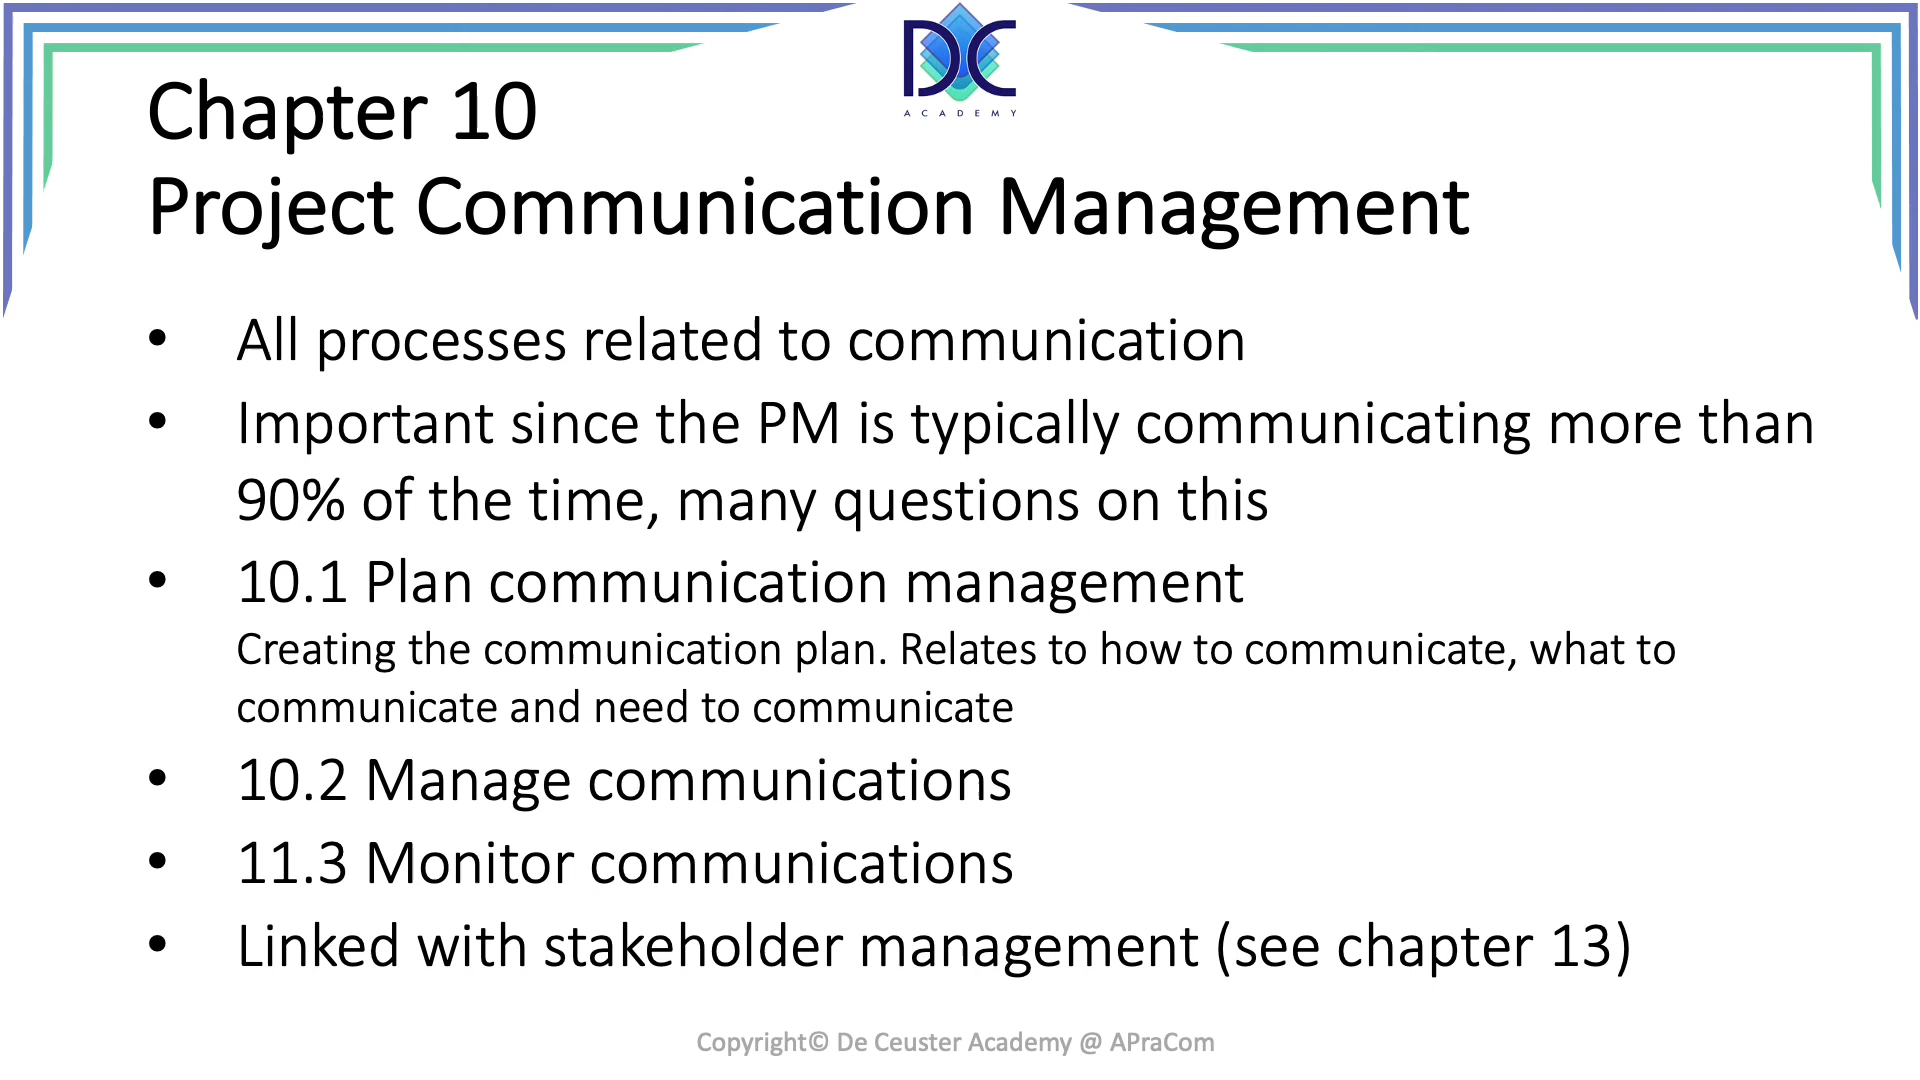 DC
ACADEMY
Chapter 10
Project Communication Management
• All processes related to communication
• Important since the PM is typically communicating more than
90% of the time, many questions on this
• 10.1 Plan communication management
Creating the communication plan. Relates to how to communicate, what to
communicate and need to communicate
• 10.2 Manage communications
• 11.3 Monitor communications
• Linked with stakeholder management (see chapter 13)
Copyright© De Ceuster Academy @ APraCom